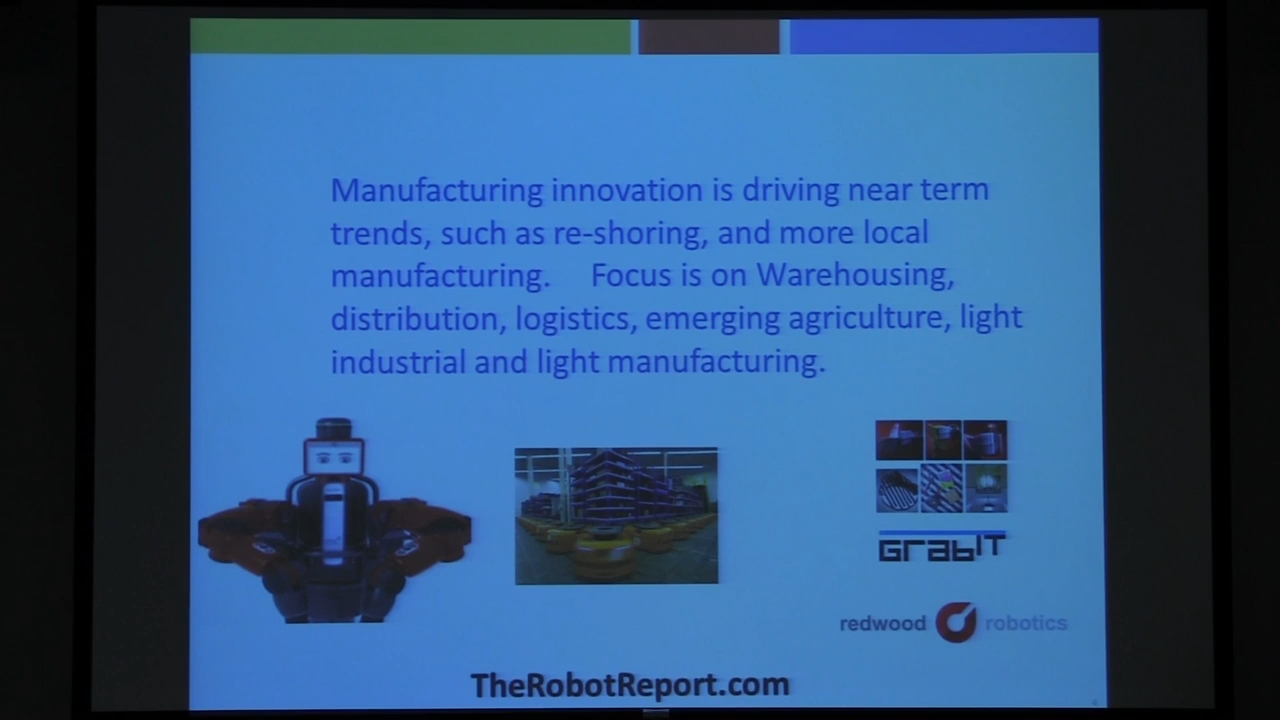 Manufacturing innovation is driving near term
trends, such as re-shoring, and more local
manufacturing. Focus is on Warehousing,
distribution, logistics, emerging agriculture, light
industrial and light manufacturing.
GrabIT
redwood robotics
TheRobotReport.com